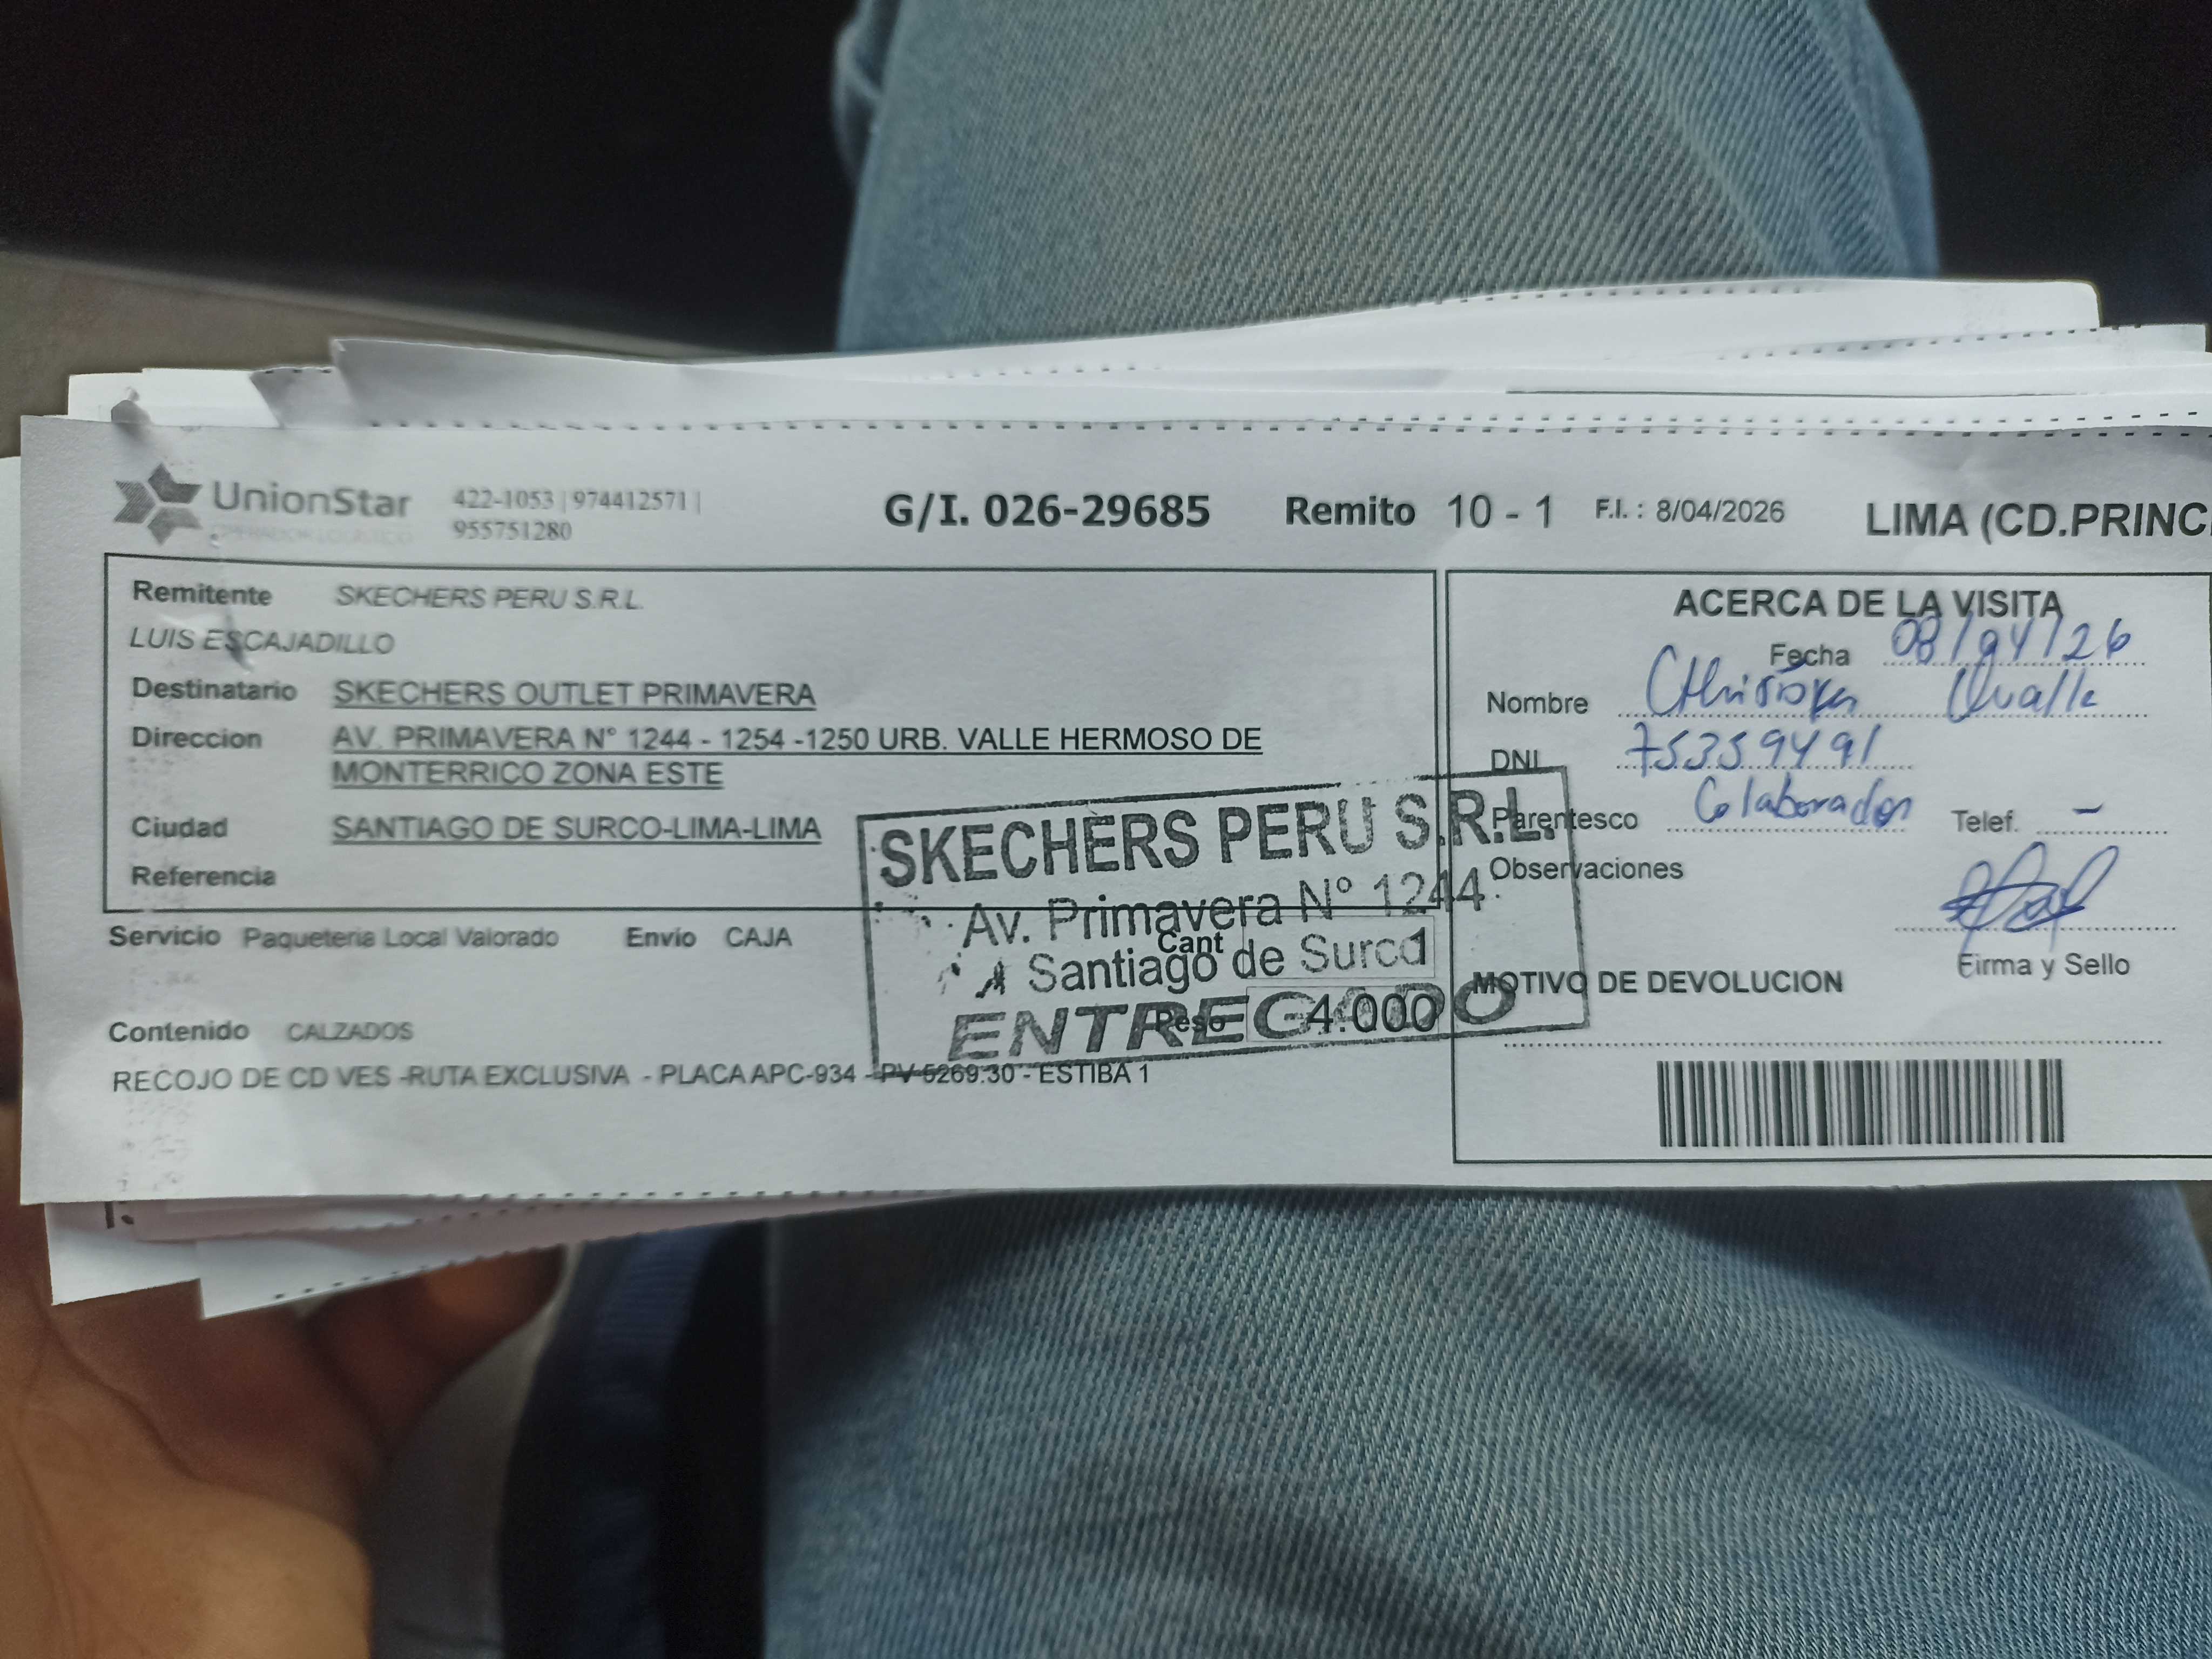 UnionStar
OPERADOR LOGISTICO
422-1053 | 974412571 |
955751280
G/I. 026-29685 Remito 10 - 1 F.I. : 8/04/2026 LIMA (CD.PRINC
Remitente SKECHERS PERU S.R.L.
LUIS ESCAJADILLO
Destinatario SKECHERS OUTLET PRIMAVERA
Direccion AV. PRIMAVERA N° 1244 - 1254 -1250 URB. VALLE HERMOSO DE
MONTERRICO ZONA ESTE
Ciudad SANTIAGO DE SURCO-LIMA-LIMA
Referencia
Servicio Paqueteria Local Valorado Envio CAJA
Cant 1
Peso 4.000
Contenido CALZADOS
RECOJO DE CD VES -RUTA EXCLUSIVA - PLACA APC-934 - PV 5269.30 - ESTIBA 1
SKECHERS PERU S.R.L.
Av. Primavera N° 1244
Santiago de Surco
ENTREGADO
ACERCA DE LA VISITA
Fecha 08/04/26
Nombre Ovalle
DNI 75359491
Parentesco Colaborador Telef. -
Observaciones
Firma y Sello
MOTIVO DE DEVOLUCION